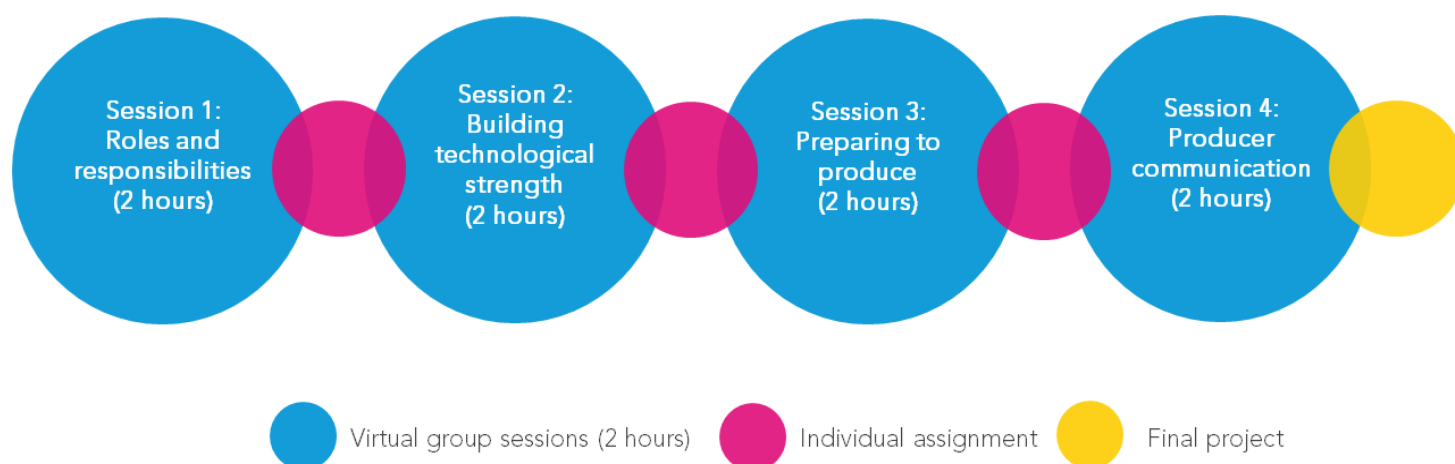 Session 1:
Roles and
responsibilities
(2 hours)
Session 2:
Building
technological
strength
(2 hours)
Session 3:
Preparing to
produce
(2 hours)
Session 4:
Producer
communication
(2 hours)
Virtual group sessions (2 hours)
Individual assignment
Final project